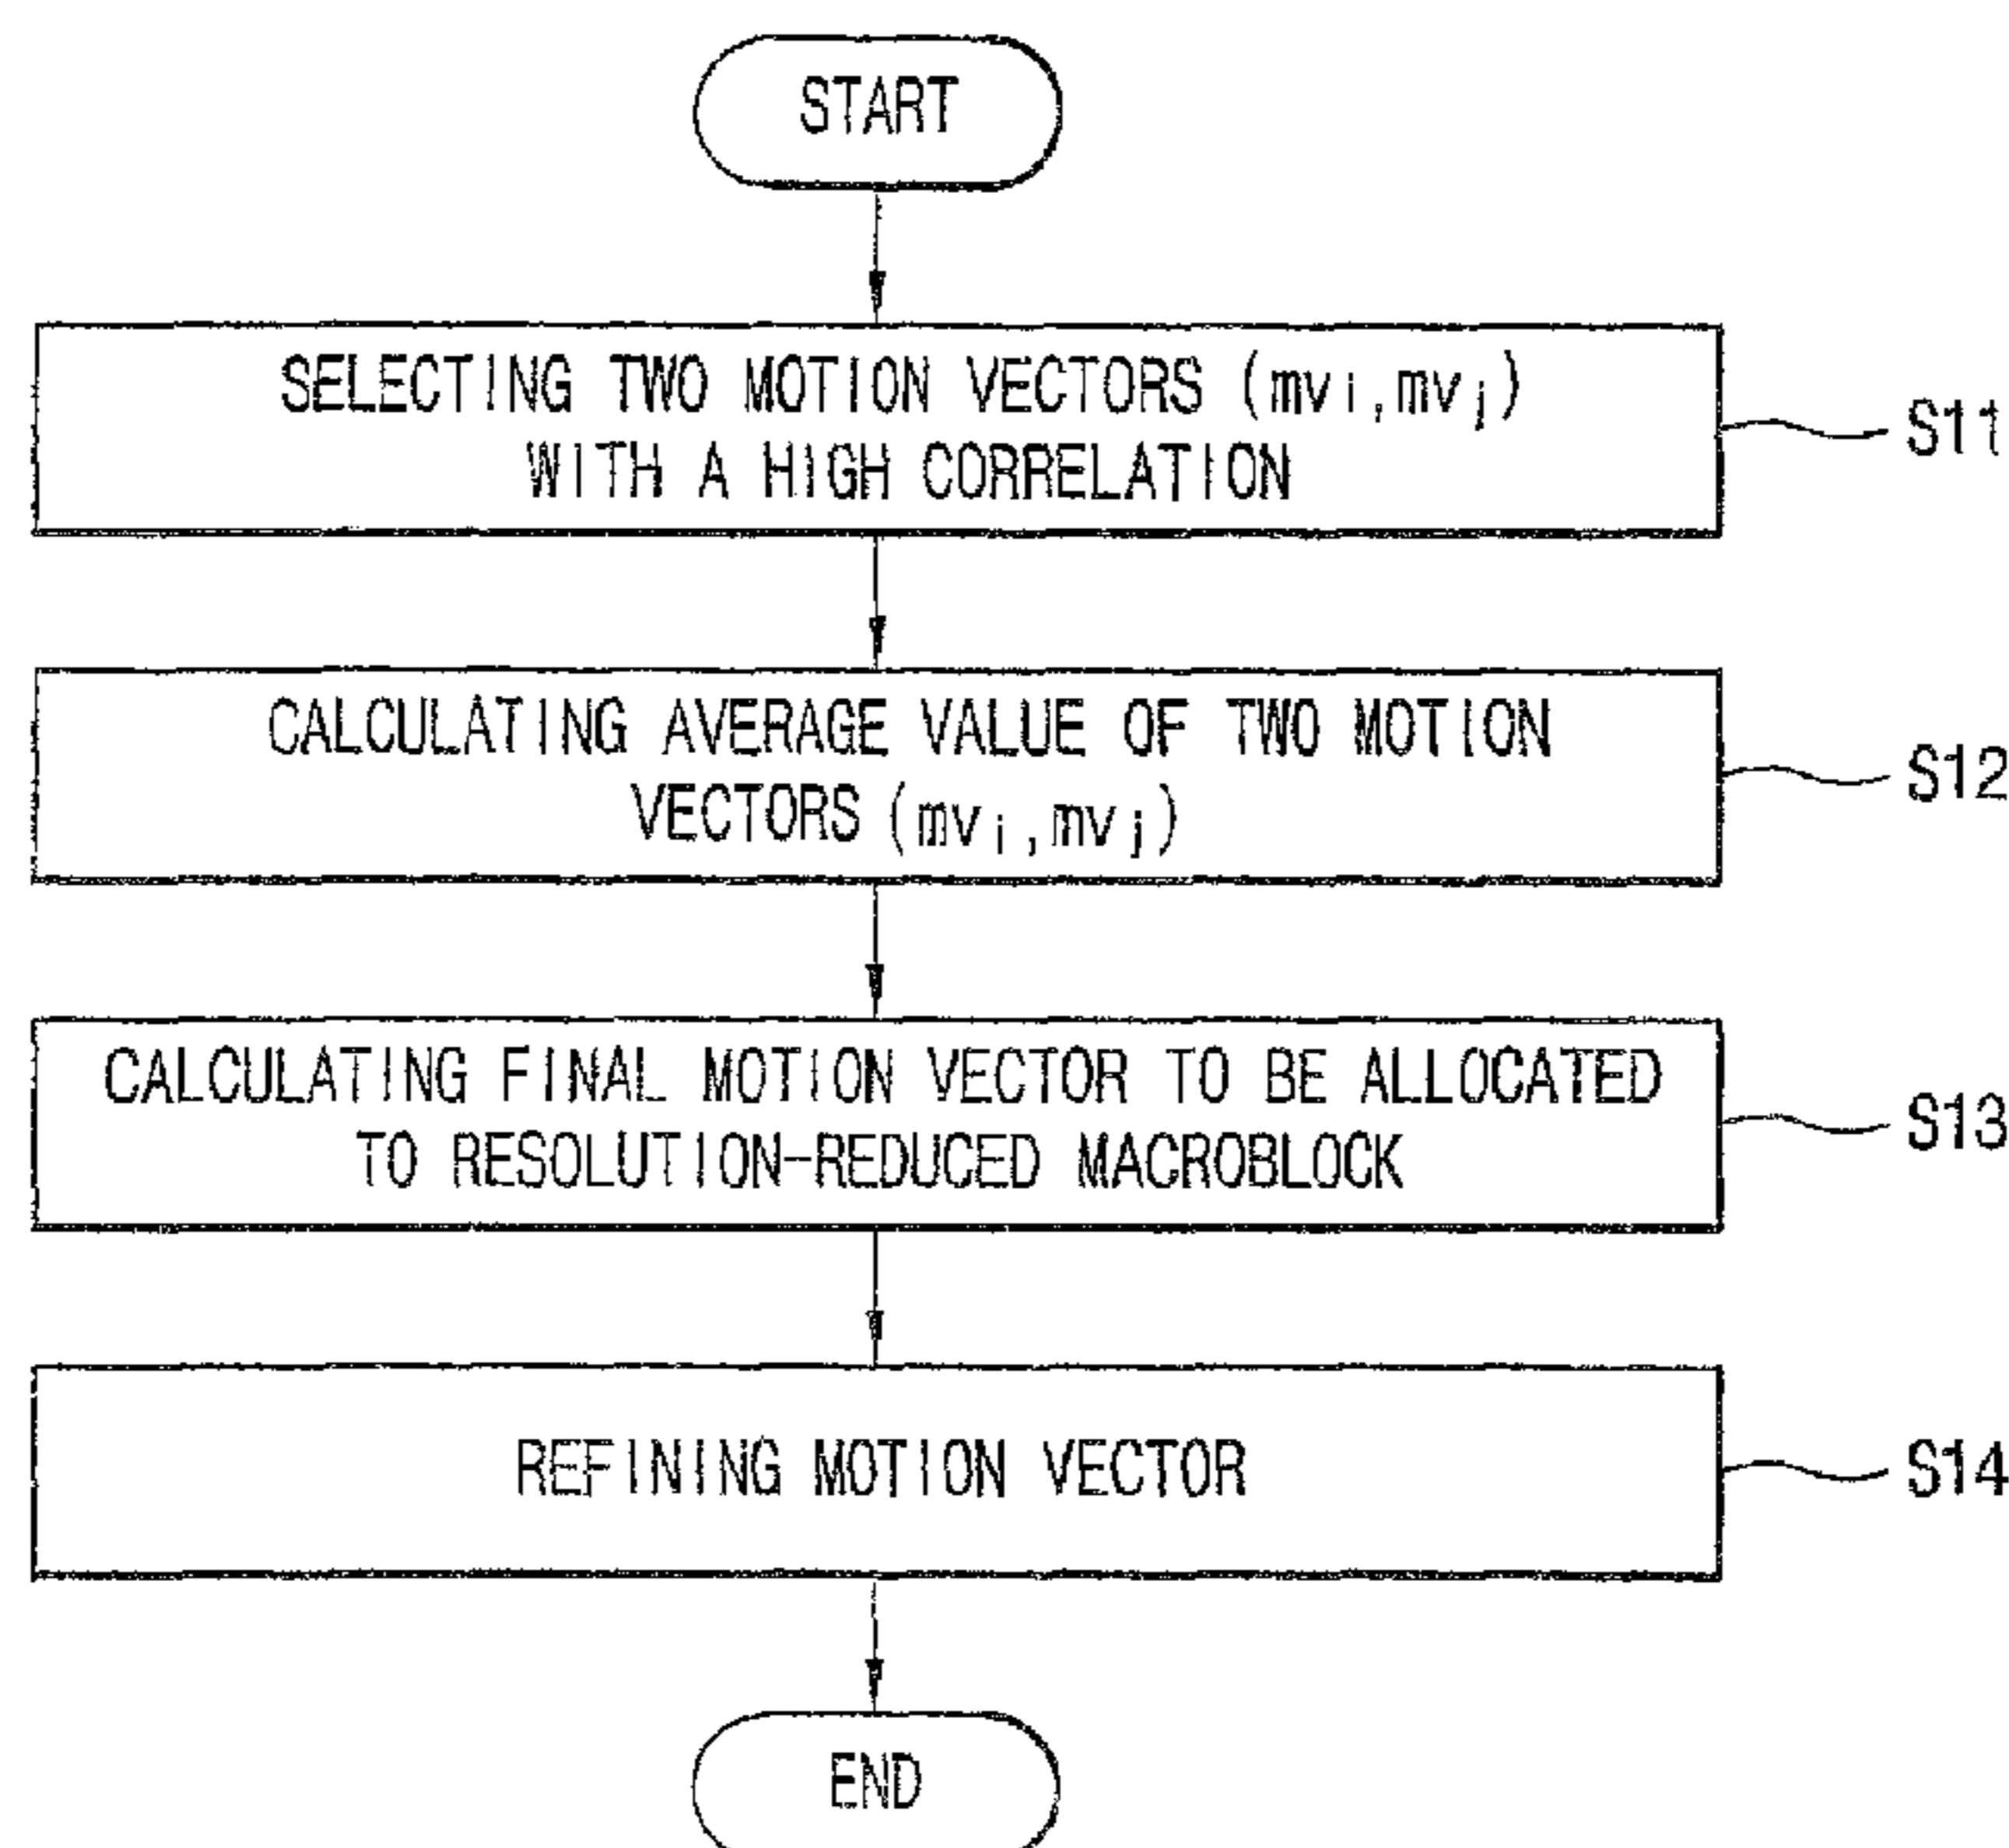 START
SELECTING TWO MOTION VECTORS (mvi,mvj)
WITH A HIGH CORRELATION
S11
CALCULATING AVERAGE VALUE OF TWO MOTION
VECTORS (mvi,mvj)
S12
CALCULATING FINAL MOTION VECTOR TO BE ALLOCATED
TO RESOLUTION-REDUCED MACROBLOCK
S13
REFINING MOTION VECTOR
S14
END